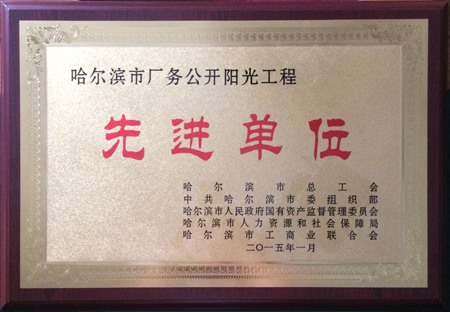 哈尔滨市厂务公开阳光工程
先进单位
哈尔滨市总工会
中共哈尔滨市委组织部
哈尔滨市人民政府国有资产监督管理委员会
哈尔滨市人力资源和社会保障局
哈尔滨市工商业联合会
二〇一五年一月